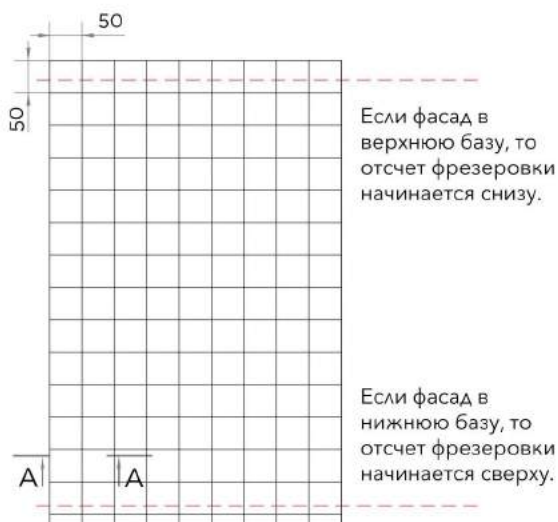 50
50
Если фасад в
верхнюю базу, то
отсчет фрезеровки
начинается снизу.
Если фасад в
нижнюю базу, то
отсчет фрезеровки
начинается сверху.
A A